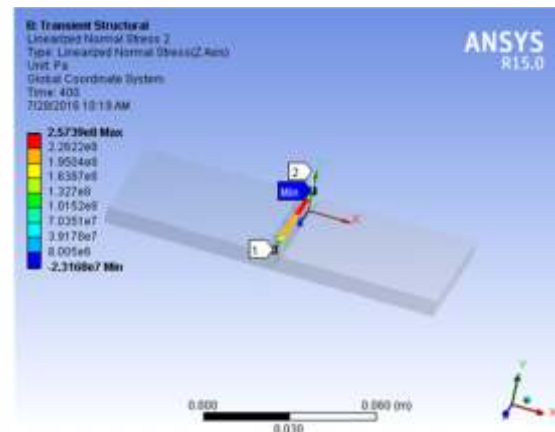 B: Transient Structural
Linearized Normal Stress 2
Type: Linearized Normal Stress(Z Axis)
Unit: Pa
Global Coordinate System
Time: 400
7/28/2016 10:19 AM
ANSYS
R15.0
2.5739e8 Max
2.2622e8
1.9504e8
1.6387e8
1.327e8
1.0152e8
7.0351e7
3.9178e7
8.005e6
-2.3168e7 Min
2
Min
X
1
0.000
0.060 (m)
0.030
Y
X